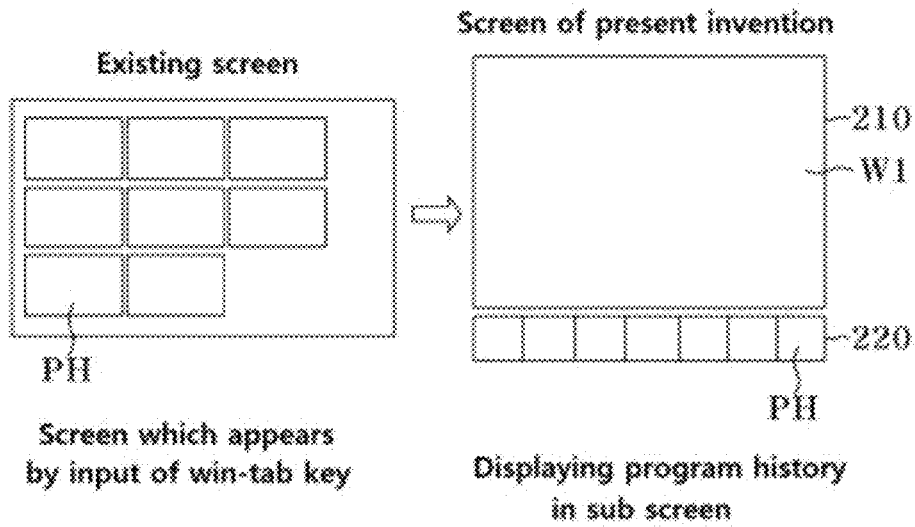 Screen of present invention
Existing screen
210
W1
PH
220
PH
Screen which appears
by input of win-tab key
Displaying program history
in sub screen